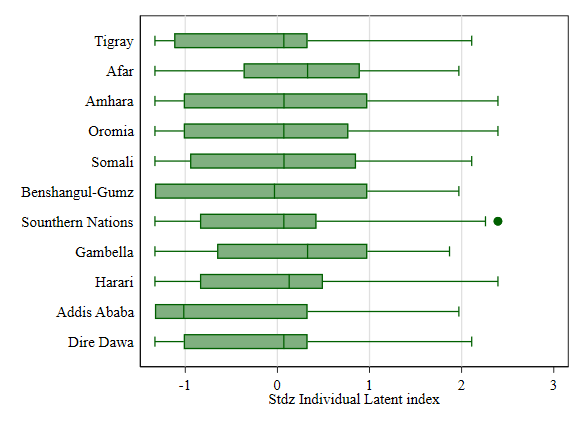 Tigray
Afar
Amhara
Oromia
Somali
Benshangul-Gumz
Sounthern Nations
Gambella
Harari
Addis Ababa
Dire Dawa
-1 0 1 2 3
Stdz Individual Latent index